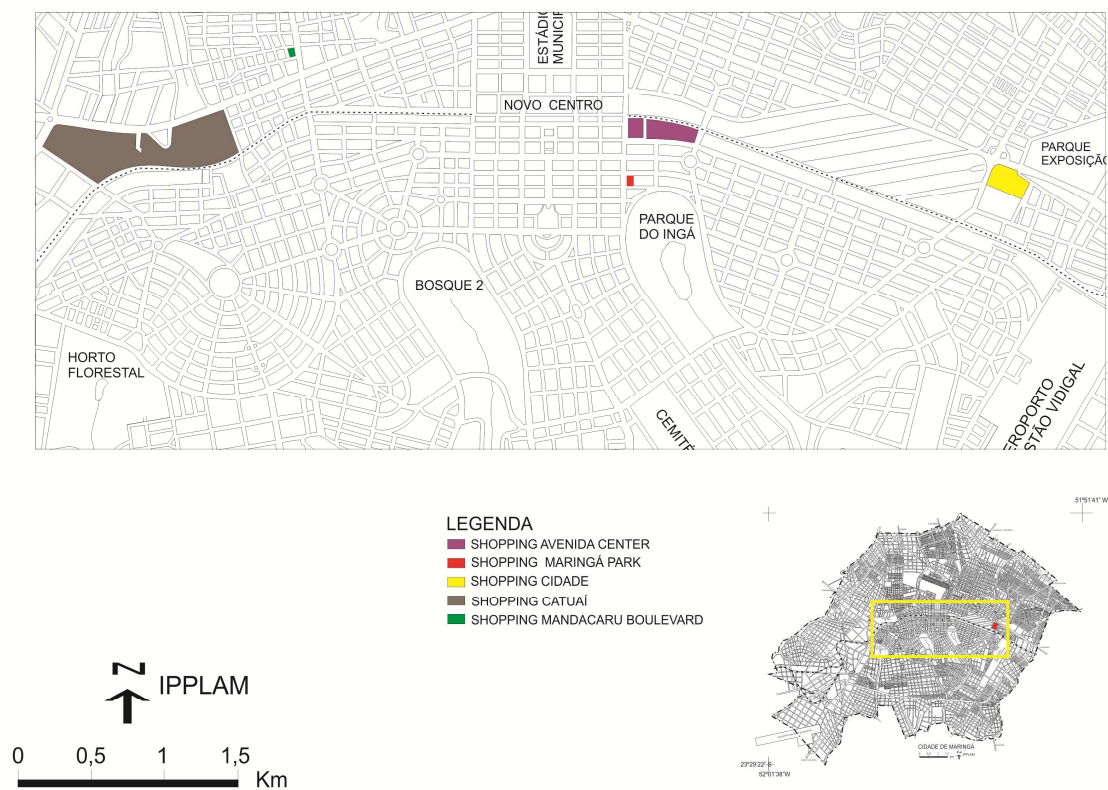 ESTÁDIO
MUNICI
NOVO CENTRO
PARQUE
EXPOSIÇÃO
PARQUE
DO INGÁ
BOSQUE 2
HORTO
FLORESTAL
CEMITÉ
EROPORTO
STÃO VIDIGAL
LEGENDA
SHOPPING AVENIDA CENTER
SHOPPING MARINGÁ PARK
SHOPPING CIDADE
SHOPPING CATUAÍ
SHOPPING MANDACARU BOULEVARD
N
IPPLAM
0 0,5 1 1,5
Km
51°51'41" W
CIDADE DE MARINGÁ
23°29'22" S
52°01'38"W